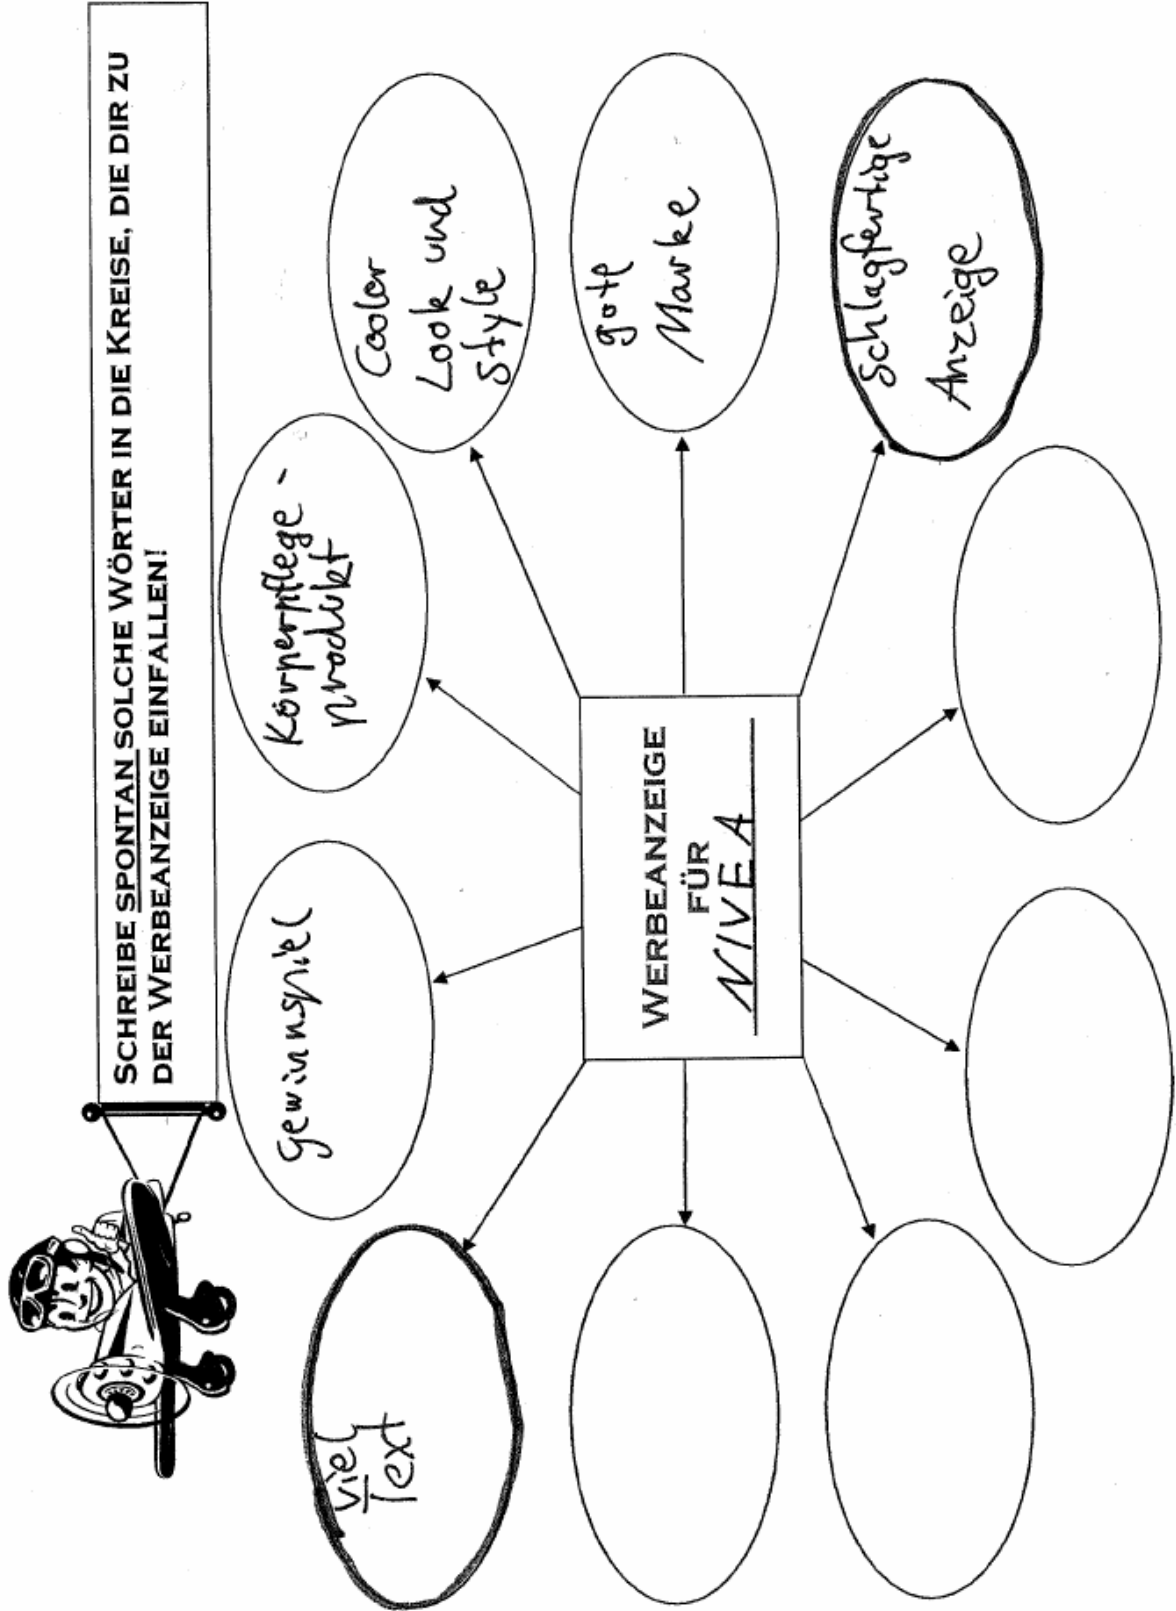 SCHREIBE SPONTAN SOLCHE WÖRTER IN DIE KREISE, DIE DIR ZU
DER WERBEANZEIGE EINFALLEN!
viel
Text
Gewinnspiel
Körperpflege-
produkt
Cooler
Look und
Style
gute
Marke
Schlagfertige
Anzeige
WERBEANZEIGE
FÜR
NIVEA